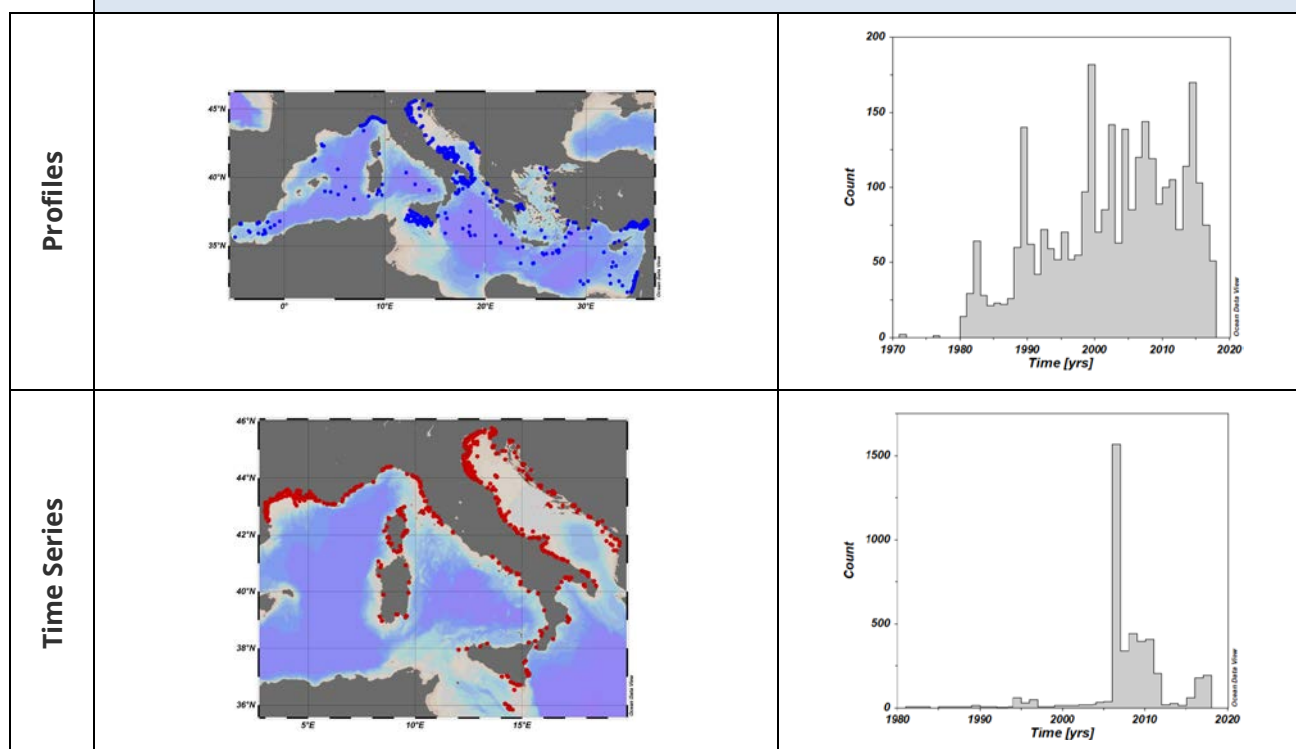 Profiles
45°N
40°N
35°N
0°
10°E
20°E
30°E
Ocean Data View
200
150
100
50
0
Count
1970
1980
1990
2000
2010
2020
Time [yrs]
Ocean Data View
Time Series
46°N
44°N
42°N
40°N
38°N
36°N
5°E
10°E
15°E
Ocean Data View
1500
1000
500
0
Count
1980
1990
2000
2010
2020
Time [yrs]
Ocean Data View